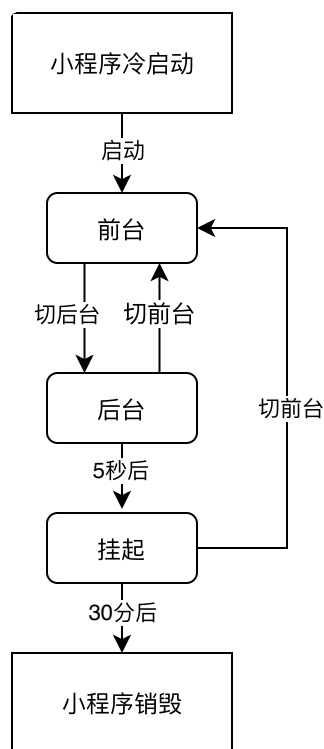 小程序冷启动
启动
前台
切后台
切前台
后台
切前台
5秒后
挂起
30分后
小程序销毁